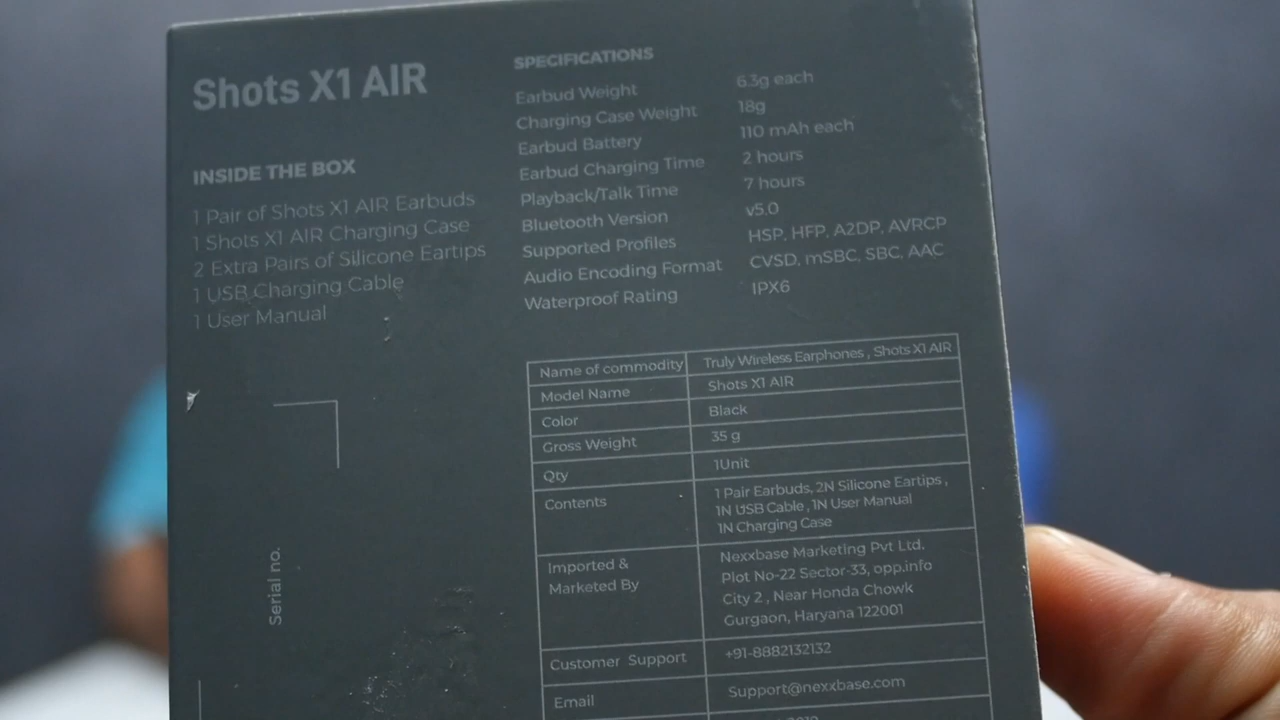 Shots X1 AIR
INSIDE THE BOX
1 Pair of Shots X1 AIR Earbuds
1 Shots X1 AIR Charging Case
2 Extra Pairs of Silicone Eartips
1 USB Charging Cable
1 User Manual
Serial no.
SPECIFICATIONS
Earbud Weight 6.3g each
Charging Case Weight 18g
Earbud Battery 110 mAh each
Earbud Charging Time 2 hours
Playback/Talk Time 7 hours
Bluetooth Version v5.0
Supported Profiles HSP, HFP, A2DP, AVRCP
Audio Encoding Format CVSD, mSBC, SBC, AAC
Waterproof Rating IPX6
Name of commodity Truly Wireless Earphones , Shots X1 AIR
Model Name Shots X1 AIR
Color Black
Gross Weight 35 g
Qty 1Unit
Contents 1 Pair Earbuds, 2N Silicone Eartips ,
1N USB Cable , 1N User Manual
1N Charging Case
Imported & Nexxbase Marketing Pvt Ltd.
Marketed By Plot No-22 Sector-33, opp.info
City 2 , Near Honda Chowk
Gurgaon, Haryana 122001
Customer Support +91-8882132132
Email Support@nexxbase.com